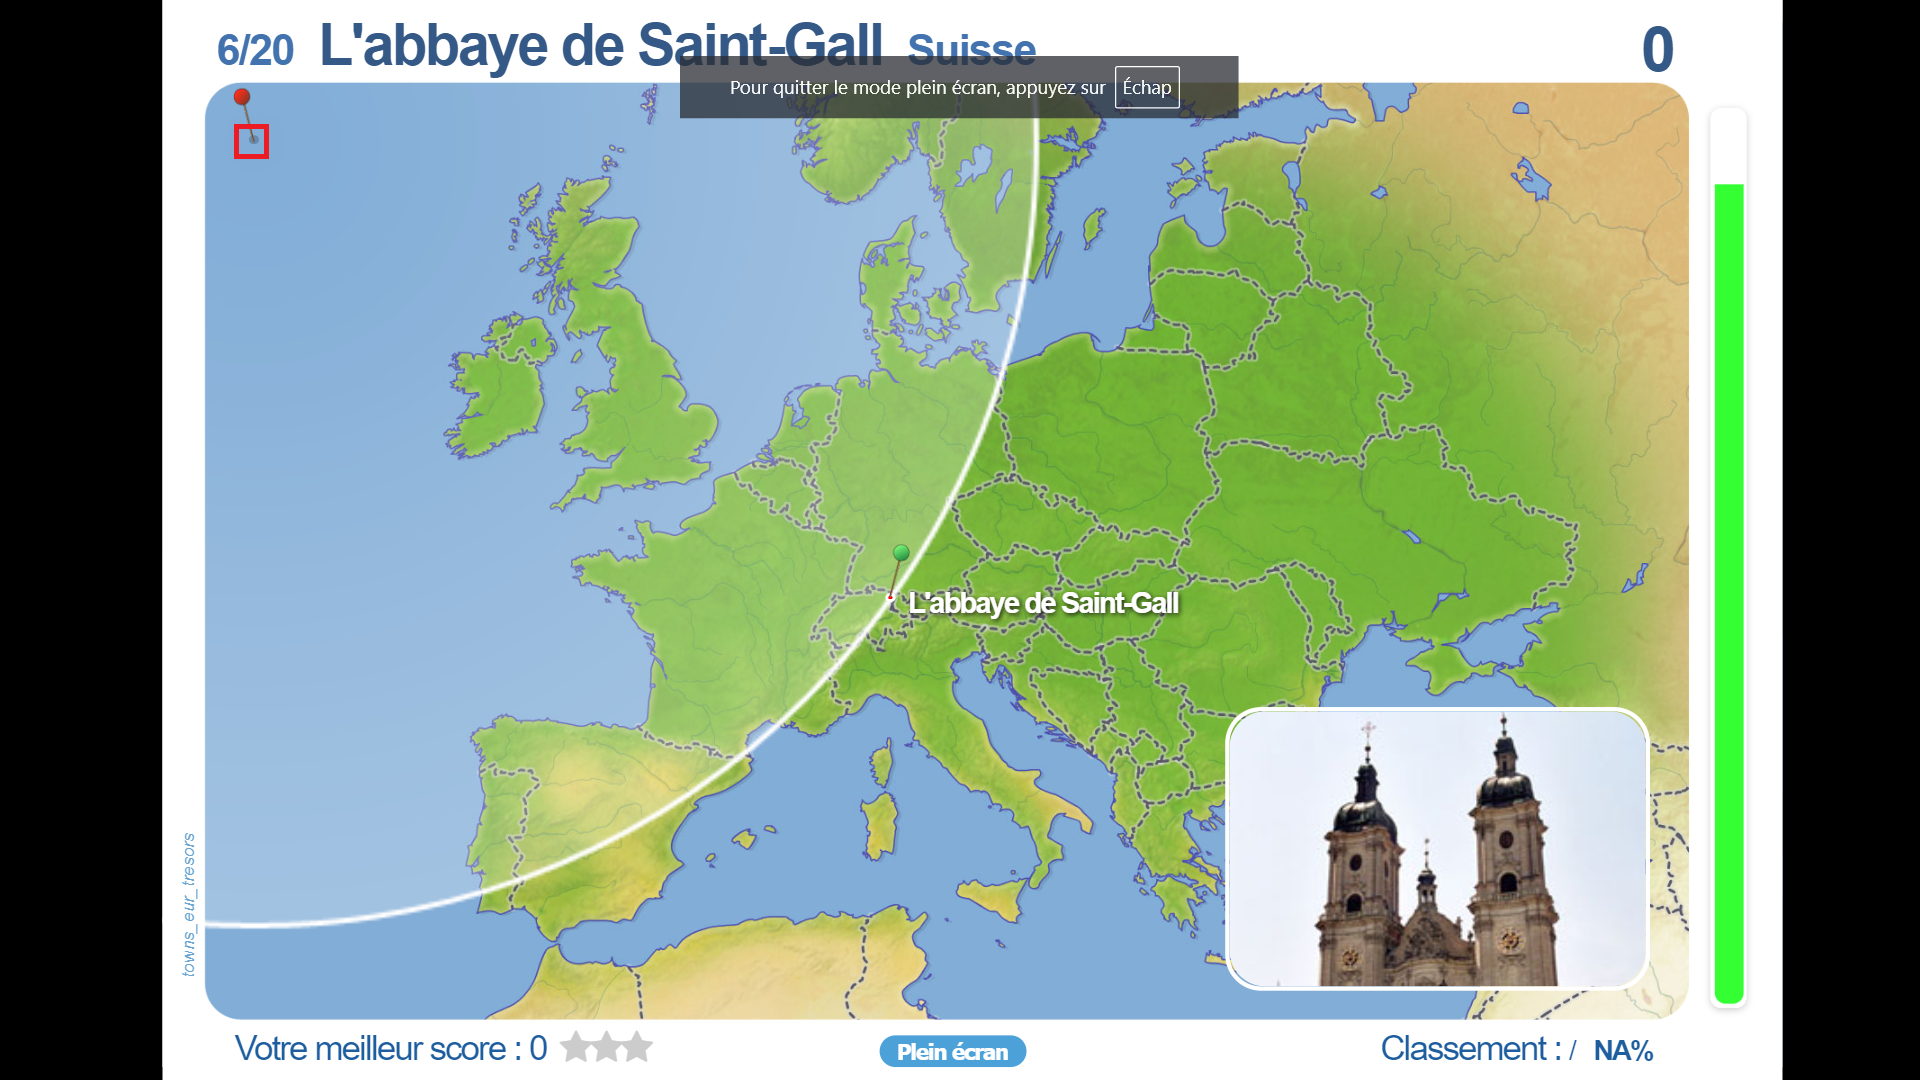 6/20 L'abbaye de Saint-Gall Suisse 0
Pour quitter le mode plein écran, appuyez sur Échap
L'abbaye de Saint-Gall
towns_eur_tresors
Votre meilleur score : 0
Plein écran
Classement : / NA%